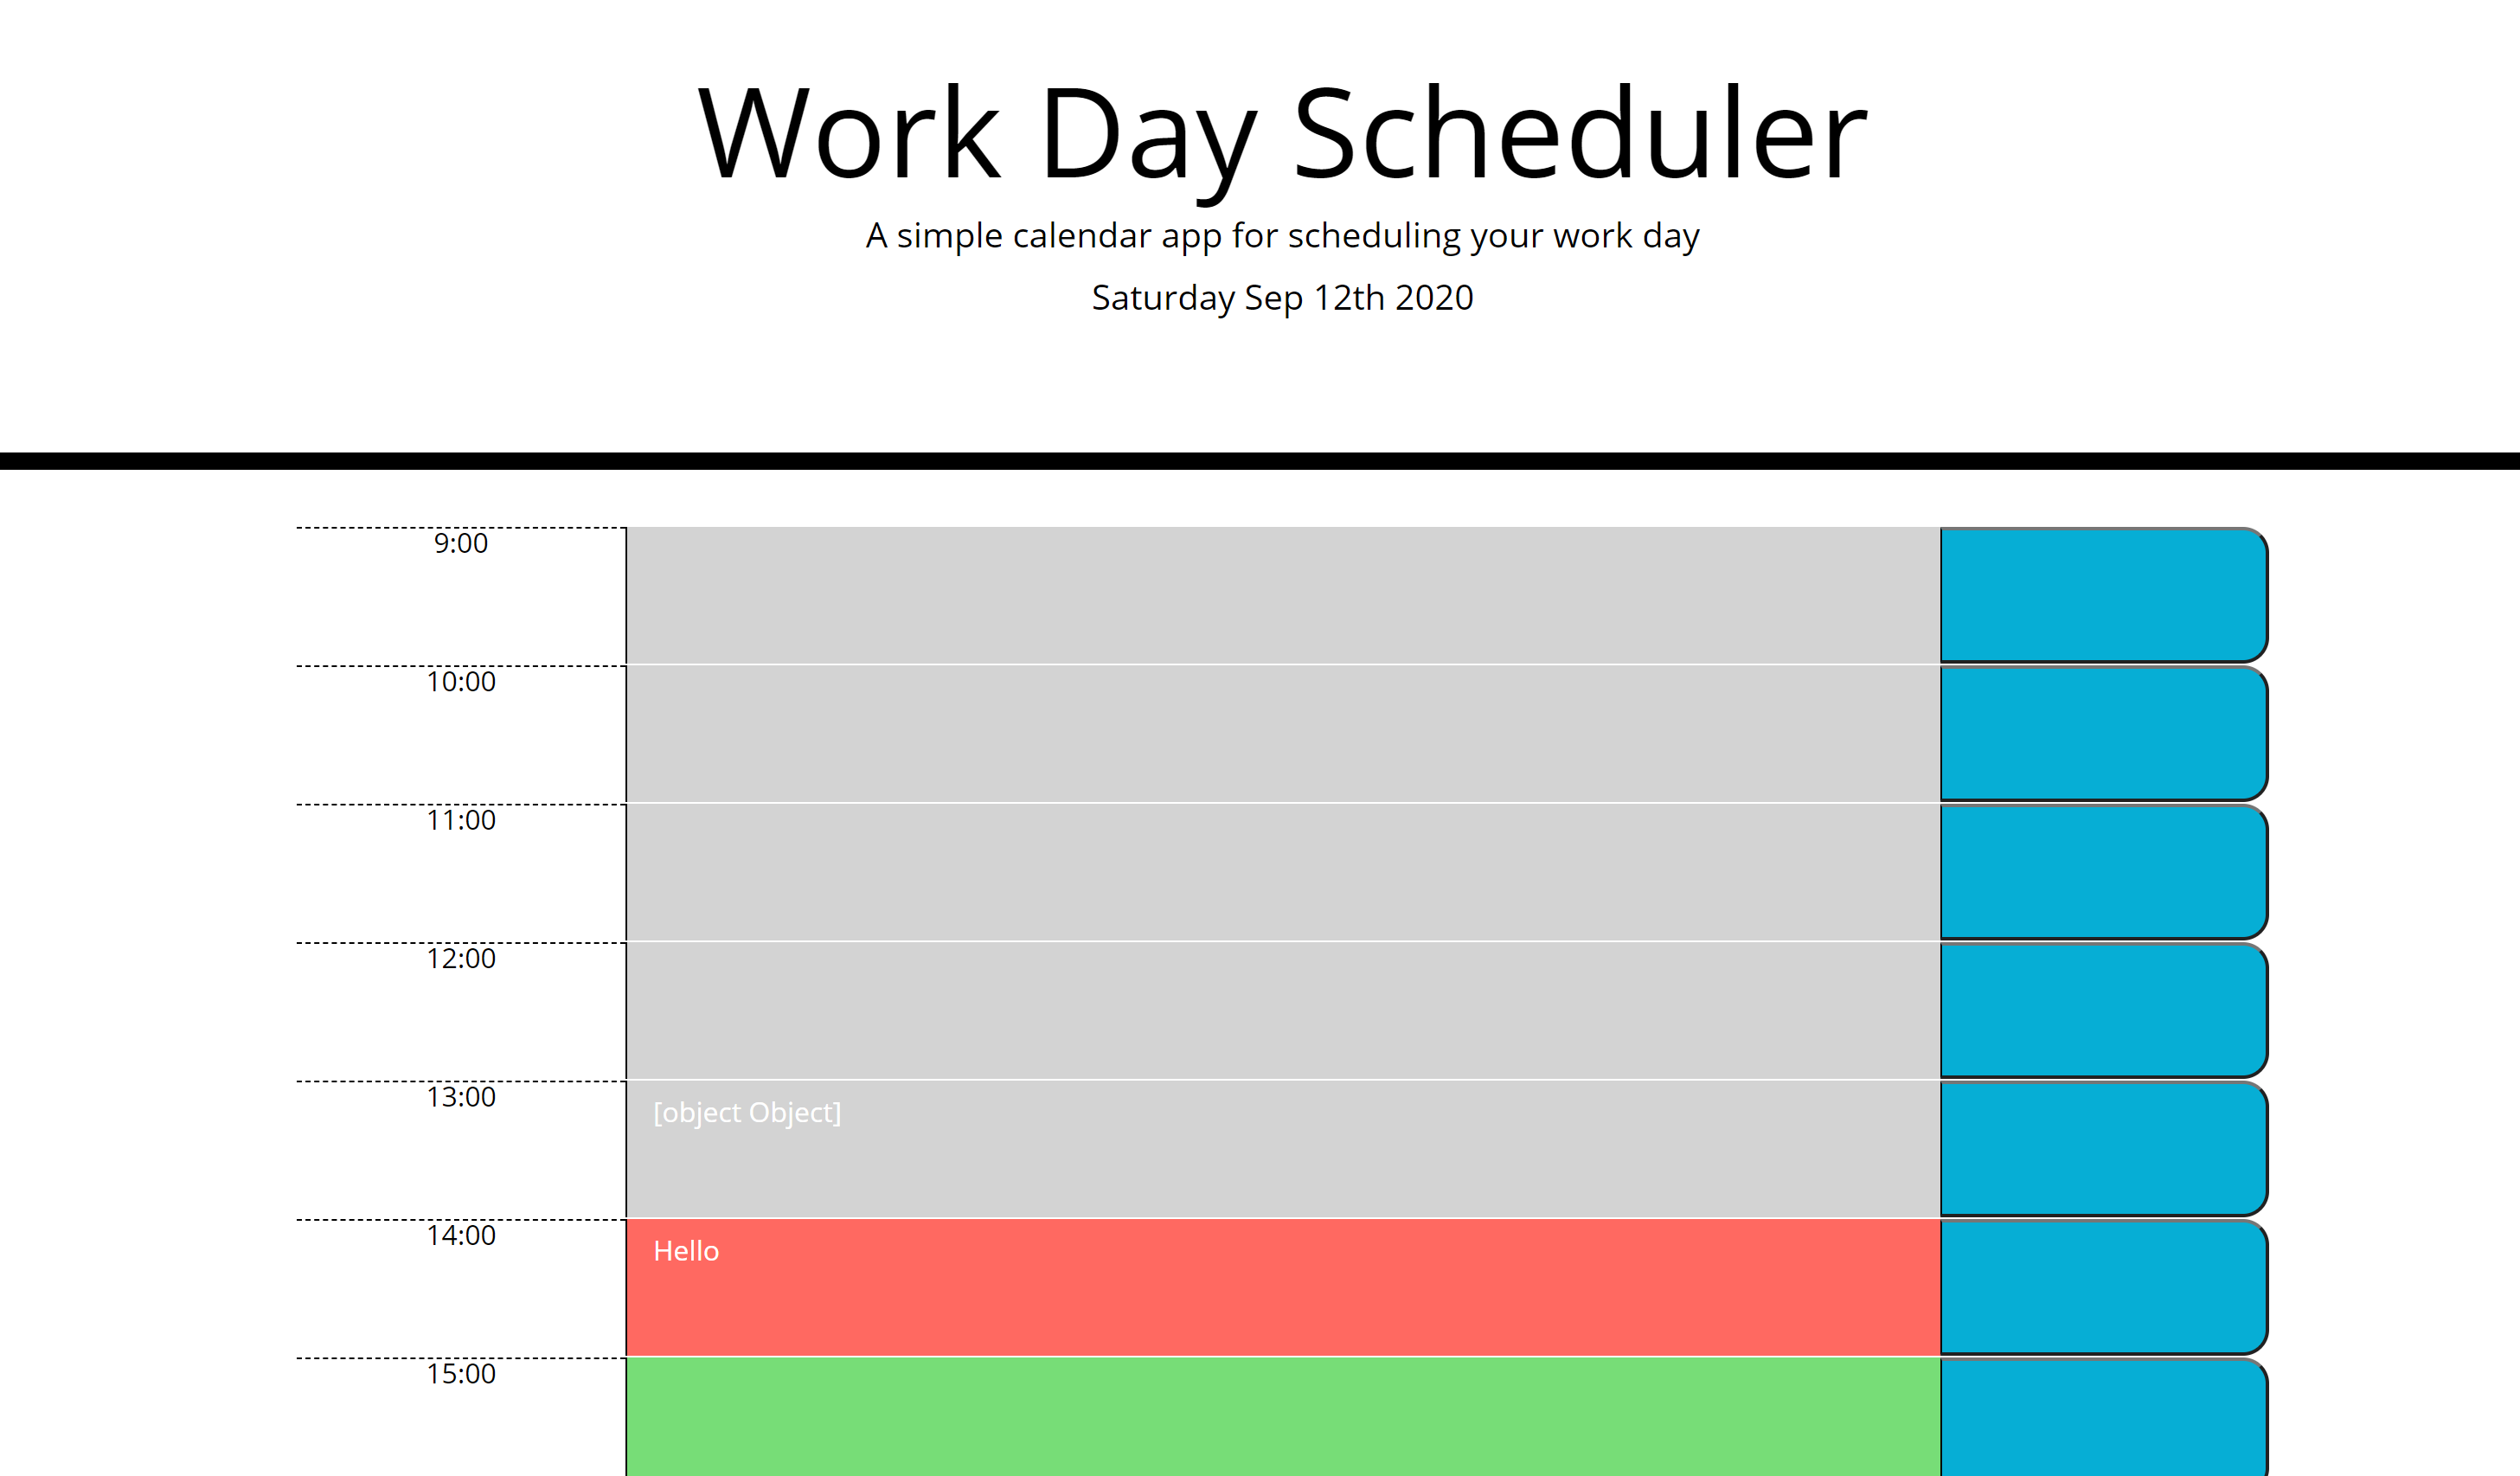 Work Day Scheduler
A simple calendar app for scheduling your work day
Saturday Sep 12th 2020
9:00
10:00
11:00
12:00
13:00
[object Object]
14:00
Hello
15:00